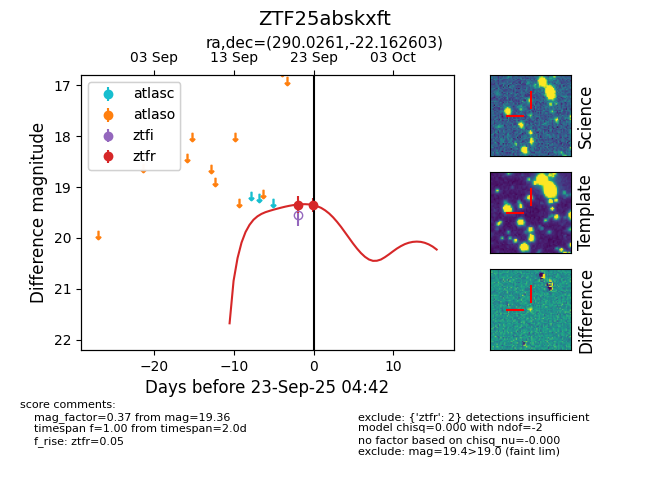 ZTF25abskxft
ra,dec=(290.0261,-22.162603)
03 Sep 13 Sep 23 Sep 03 Oct
17
18
19
20
21
22
Difference magnitude
atlasc
atlaso
ztfi
ztfr
−20 −10 0 10
Days before 23-Sep-25 04:42
Science
Template
Difference
score comments:
mag_factor=0.37 from mag=19.36
timespan f=1.00 from timespan=2.0d
f_rise: ztfr=0.05
exclude: {'ztfr': 2} detections insufficient
model chisq=0.000 with ndof=-2
no factor based on chisq_nu=-0.000
exclude: mag=19.4>19.0 (faint lim)